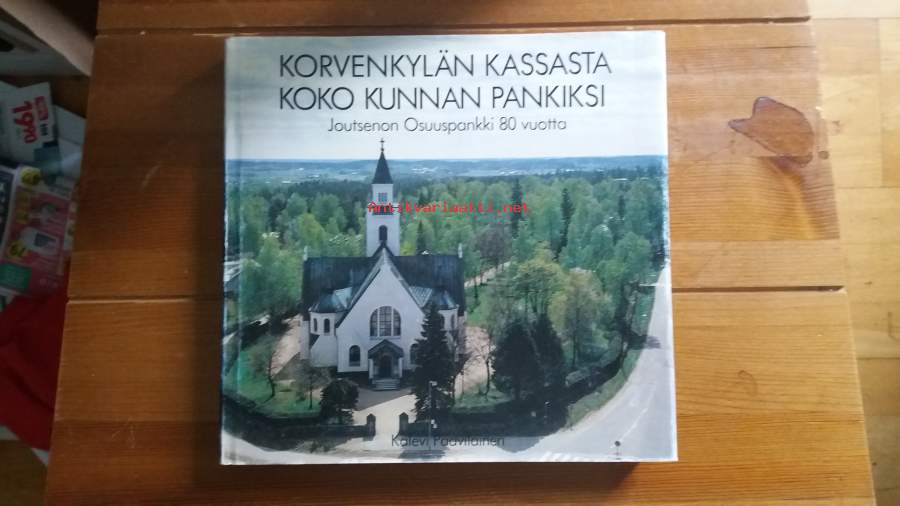 KORVENKYLÄN KASSASTA
KOKO KUNNAN PANKIKSI
Joutsenon Osuuspankki 80 vuotta
Antikvariaatti.net
Kalevi Paavilainen